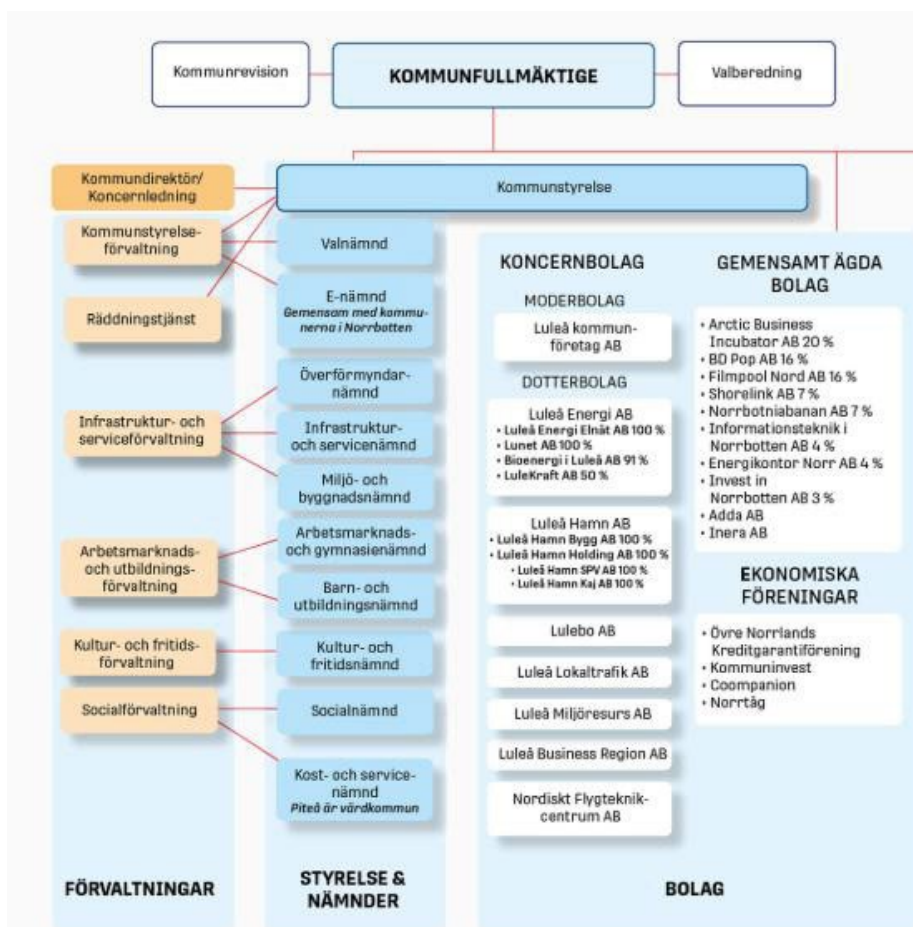 Kommunrevision
KOMMUNFULLMÄKTIGE
Valberedning
Kommundirektör/
Koncernledning
Kommunstyrelse
Kommunstyrelse-
förvaltning
Räddningstjänst
Infrastruktur- och
serviceförvaltning
Arbetsmarknads-
och utbildnings-
förvaltning
Kultur- och fritids-
förvaltning
Socialförvaltning
FÖRVALTNINGAR
Valnämnd
E-nämnd
Gemensam med kommu-
nerna i Norrbotten
Överförmyndar-
nämnd
Infrastruktur-
och servicenämnd
Miljö- och
byggnadsnämnd
Arbetsmarknads-
och gymnasienämnd
Barn- och
utbildningsnämnd
Kultur- och
fritidsnämnd
Socialnämnd
Kost- och service-
nämnd
Piteå är värdkommun
STYRELSE &
NÄMNDER
KONCERNBOLAG
MODERBOLAG
Luleå kommun-
företag AB
DOTTERBOLAG
Luleå Energi AB
• Luleå Energi Elnät AB 100 %
• Lunet AB 100 %
• Bioenergi i Luleå AB 91 %
• LuleKraft AB 50 %
Luleå Hamn AB
• Luleå Hamn Bygg AB 100 %
• Luleå Hamn Holding AB 100 %
• Luleå Hamn SPV AB 100 %
• Luleå Hamn Kaj AB 100 %
Lulebo AB
Luleå Lokaltrafik AB
Luleå Miljöresurs AB
Luleå Business Region AB
Nordiskt Flygteknik-
centrum AB
GEMENSAMT ÄGDA
BOLAG
• Arctic Business
Incubator AB 20 %
• BD Pop AB 16 %
• Filmpool Nord AB 16 %
• Shorelink AB 7 %
• Norrbotniabanan AB 7 %
• Informationsteknik i
Norrbotten AB 4 %
• Energikontor Norr AB 4 %
• Invest in
Norrbotten AB 3 %
• Adda AB
• Inera AB
EKONOMISKA
FÖRENINGAR
• Övre Norrlands
Kreditgarantiförening
• Kommuninvest
• Coompanion
• Norrtåg
BOLAG